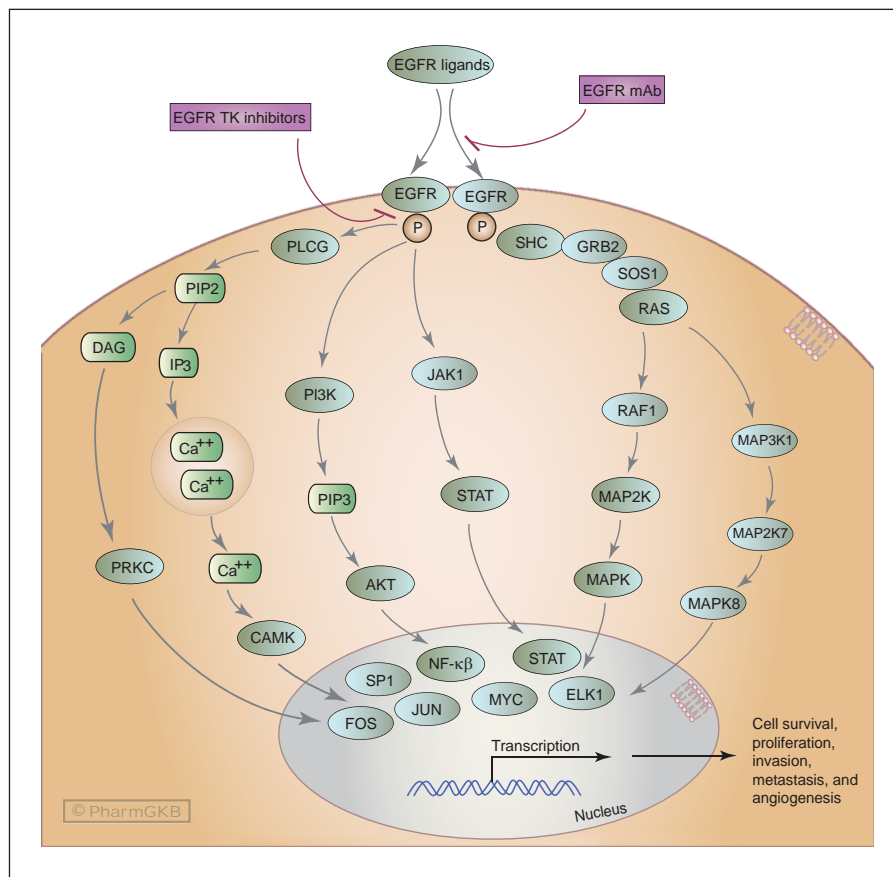 EGFR ligands
EGFR mAb
EGFR TK inhibitors
EGFR
EGFR
P
P
PLCG
SHC
GRB2
SOS1
RAS
PIP2
DAG
IP3
JAK1
PI3K
RAF1
MAP3K1
Ca++
Ca++
PIP3
STAT
MAP2K
MAP2K7
PRKC
Ca++
AKT
MAPK
MAPK8
CAMK
NF-κβ
STAT
SP1
ELK1
MYC
JUN
FOS
Transcription
Nucleus
Cell survival,
proliferation,
invasion,
metastasis, and
angiogenesis
© PharmGKB